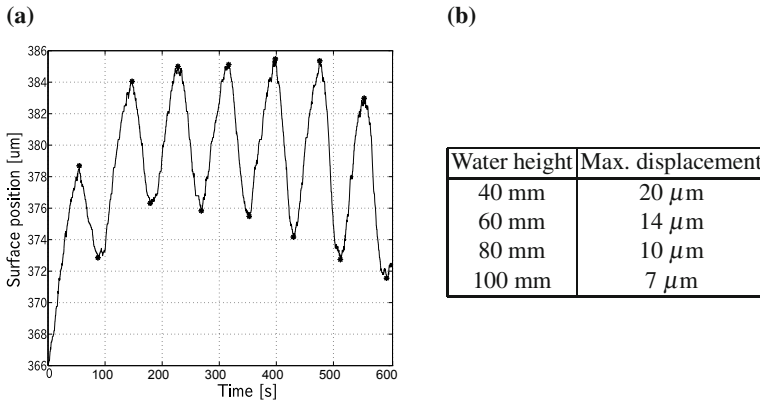 (a)
(b)
386
384
382
380
378
376
374
372
370
368
366
Surface position [um]
0 100 200 300 400 500 600
Time [s]
Water height Max. displacement
40 mm 20 μm
60 mm 14 μm
80 mm 10 μm
100 mm 7 μm